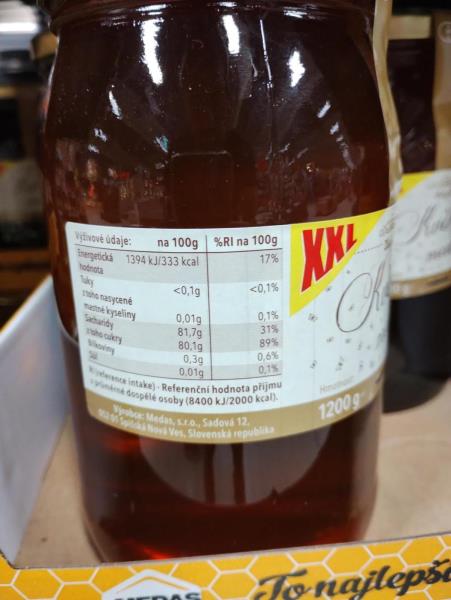 Výživové údaje: na 100g %RI na 100g
Energetická hodnota 1394 kJ/333 kcal 17%
Tuky <0,1g <0,1%
z toho nasycené
mastné kyseliny 0,01g 0,1%
Sacharidy 81,7g 31%
z toho cukry 80,1g 89%
Bílkoviny 0,3g 0,6%
Sůl 0,01g 0,1%
RI (reference intake) - Referenční hodnota příjmu
u průměrné dospělé osoby (8400 kJ/2000 kcal).
Výrobce: Medas, s.r.o., Sadová 12,
052 01 Spišská Nová Ves, Slovenská republika
XXL
Hmotnost:
1200g
MEDAS
To najlepši